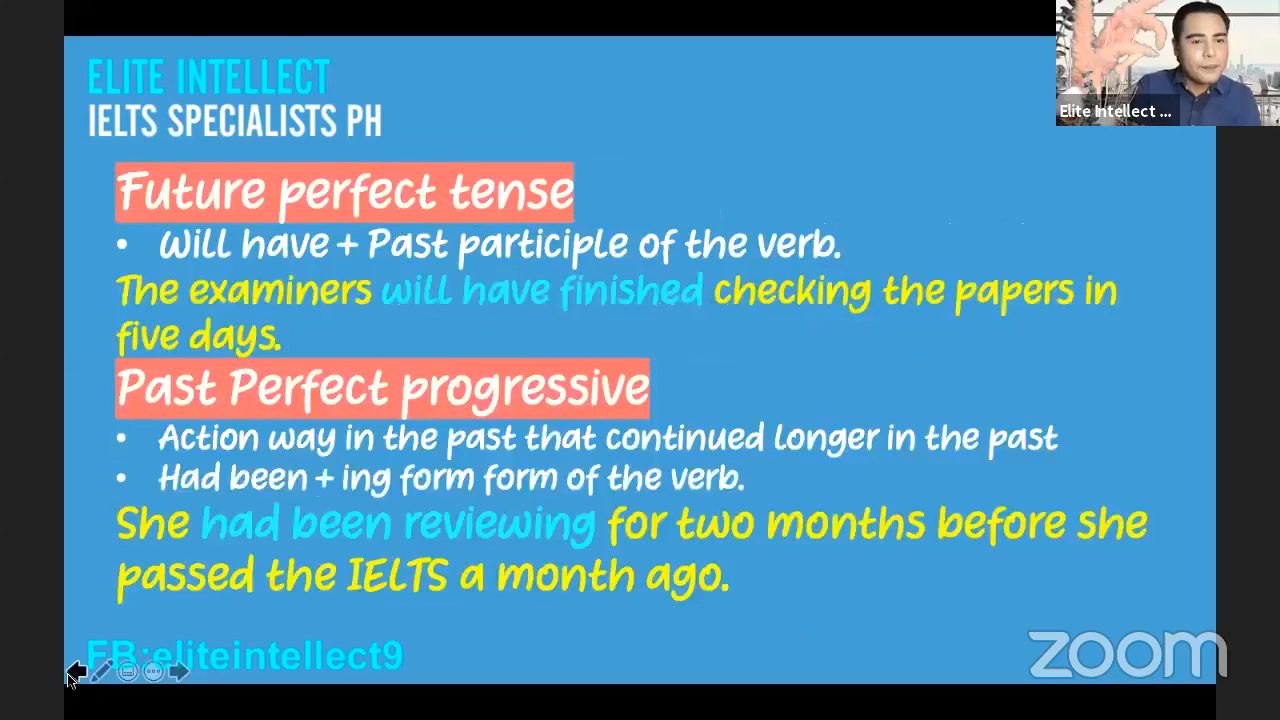 ELITE INTELLECT
IELTS SPECIALISTS PH
Elite Intellect ...
Future perfect tense
• Will have + Past participle of the verb.
The examiners will have finished checking the papers in
five days.
Past Perfect progressive
• Action way in the past that continued longer in the past
• Had been + ing form form of the verb.
She had been reviewing for two months before she
passed the IELTS a month ago.
FB:eliteintellect9
zoom